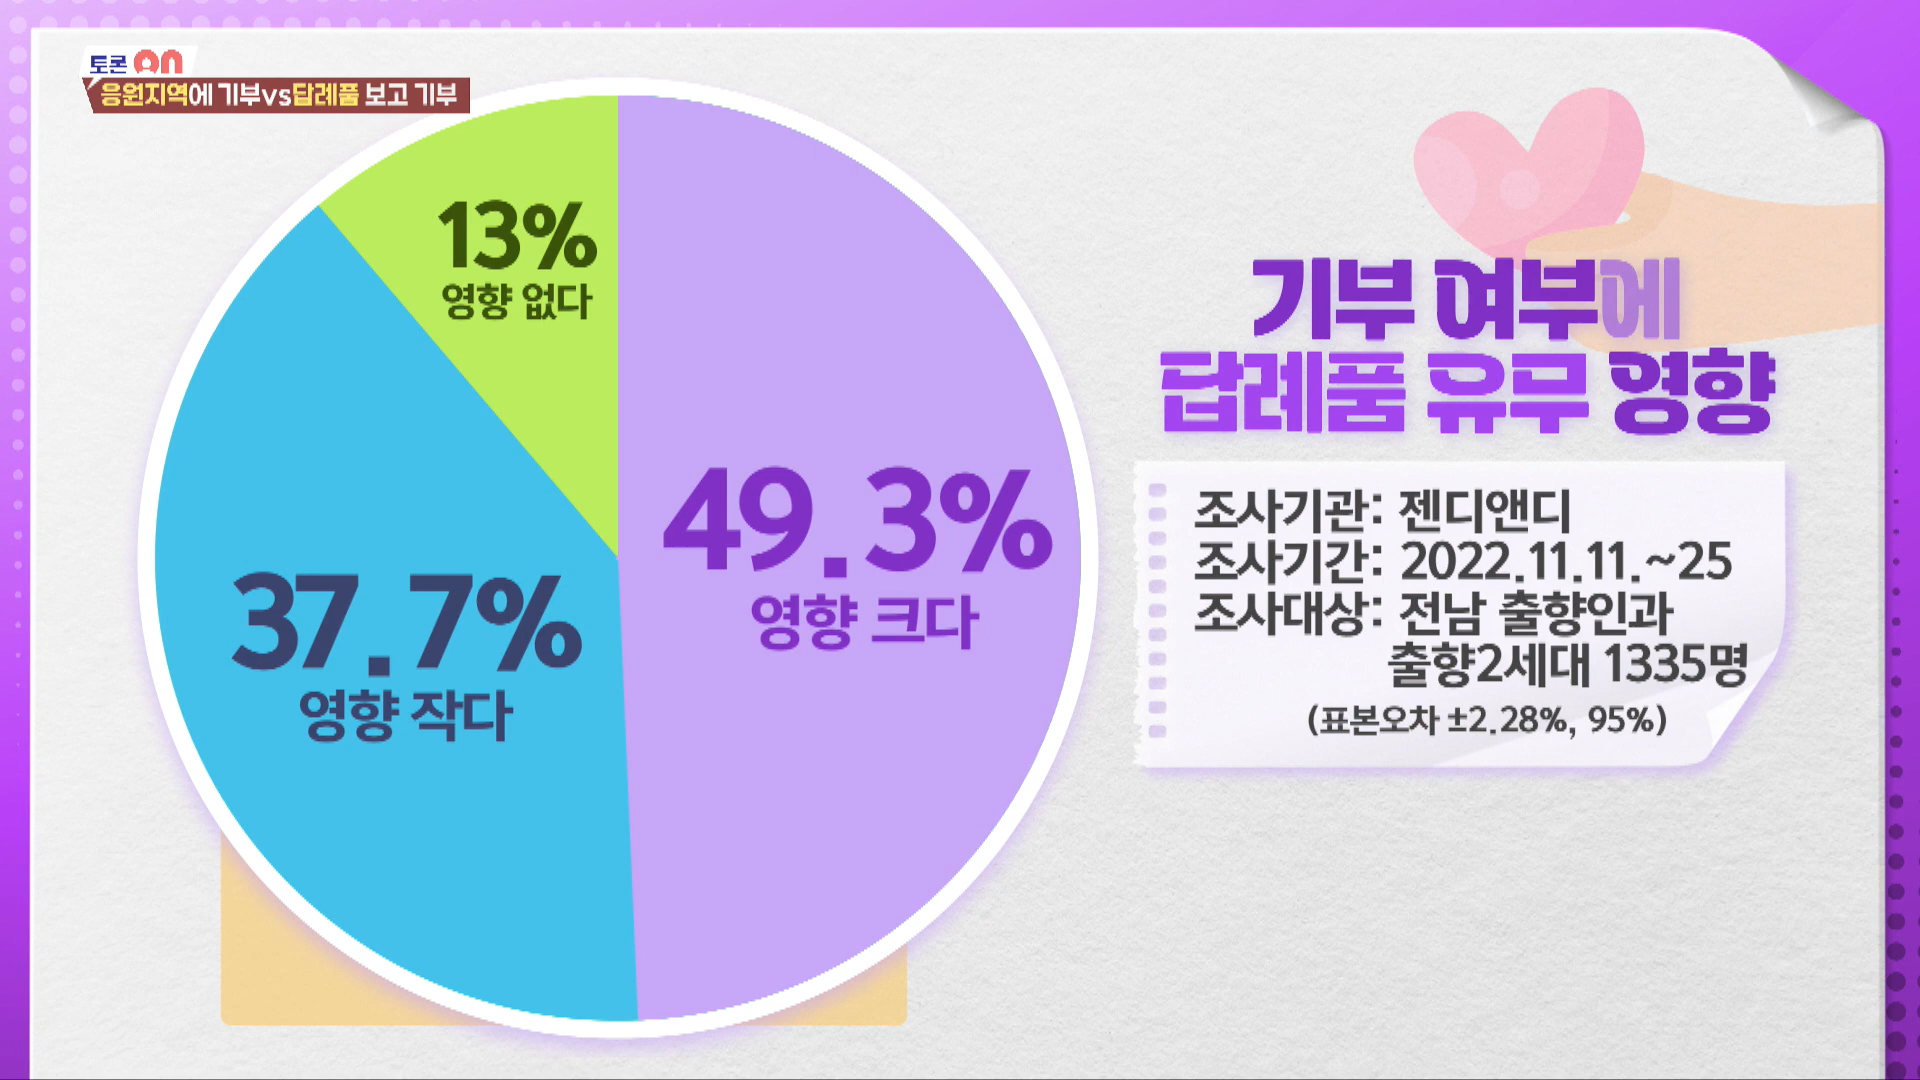 토론 on
응원지역에 기부vs답례품 보고 기부
13%
영향 없다
49.3%
영향 크다
37.7%
영향 작다
기부 여부에
답례품 유무 영향
조사기관: 젠디앤디
조사기간: 2022.11.11.~25
조사대상: 전남 출향인과
출향2세대 1335명
(표본오차 ±2.28%, 95%)